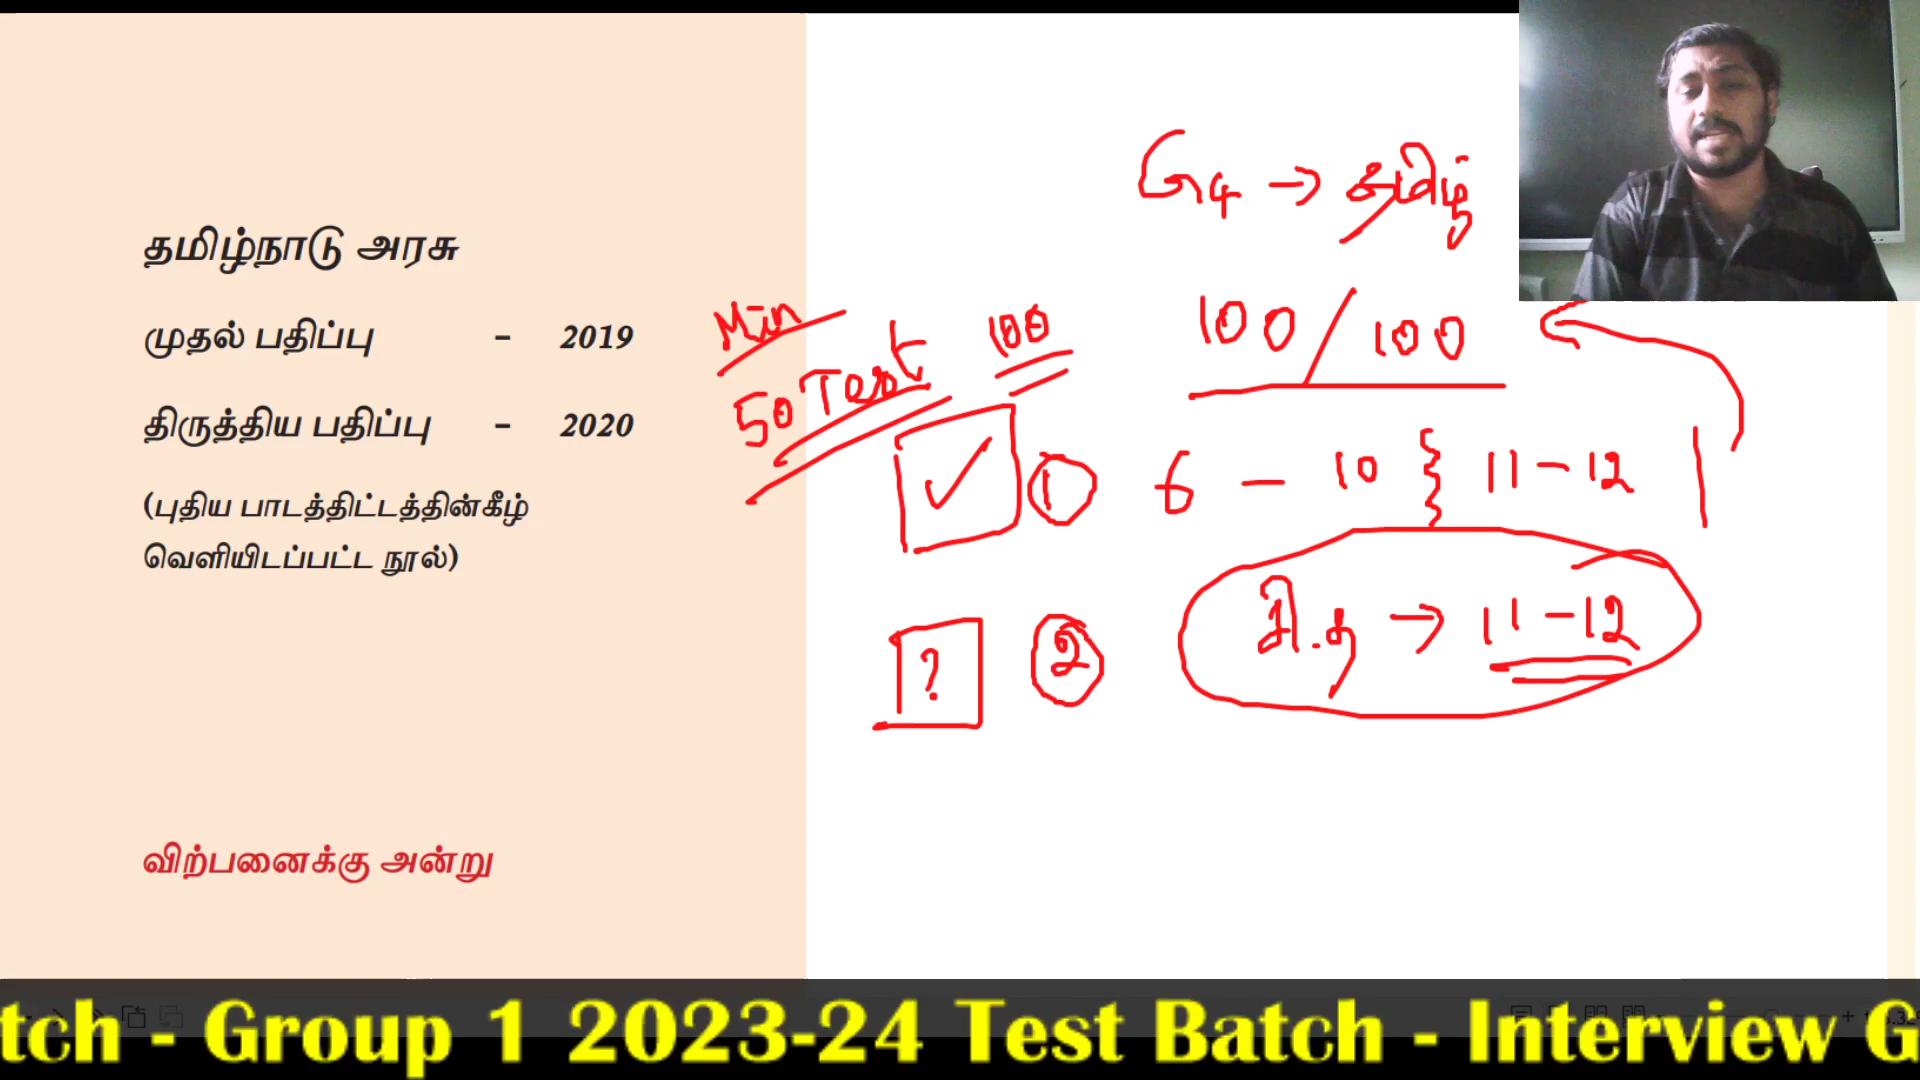 தமிழ்நாடு அரசு
முதல் பதிப்பு - 2019
திருத்திய பதிப்பு - 2020
(புதிய பாடத்திட்டத்தின்கீழ்
வெளியிடப்பட்ட நூல்)
விற்பனைக்கு அன்று
G4 → தமிழ்
Min
50 Test 100
100/100
✓ 1 6 - 10 } 11 - 12
? 2 → 11 - 12
tch - Group 1 2023-24 Test Batch - Interview G